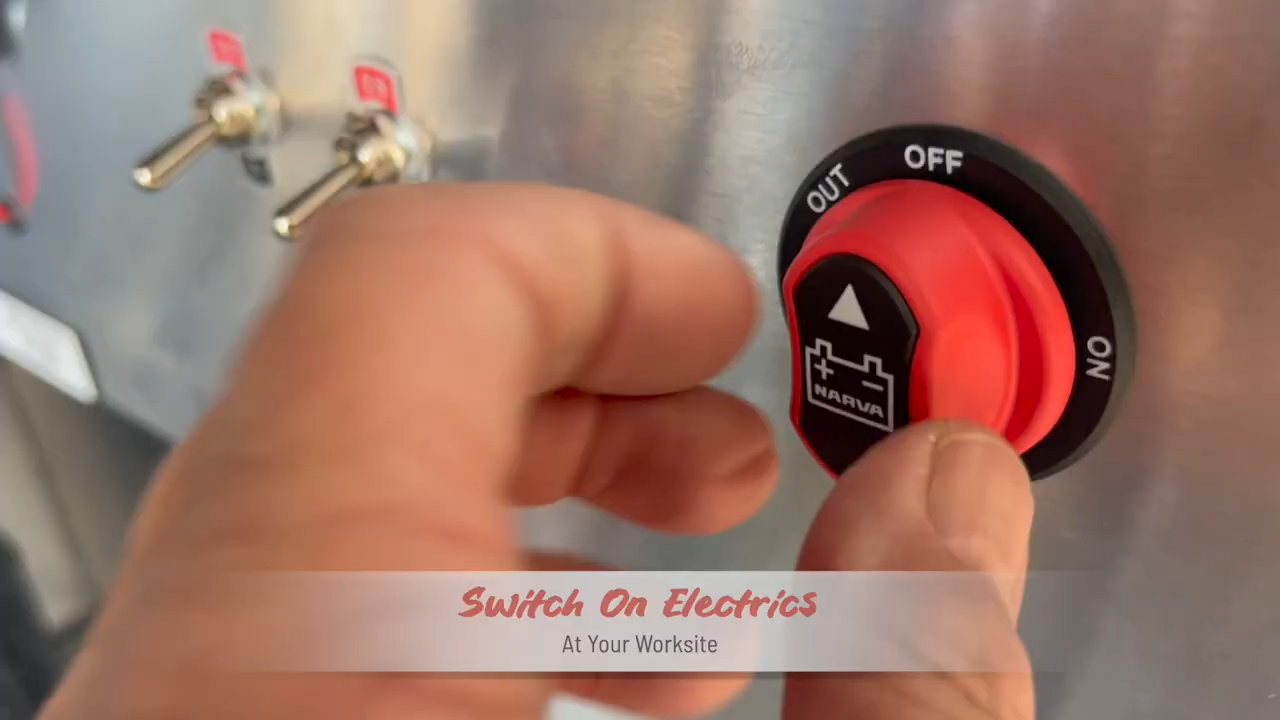 OUT
OFF
ON
NARVA
Switch On Electrics
At Your Worksite